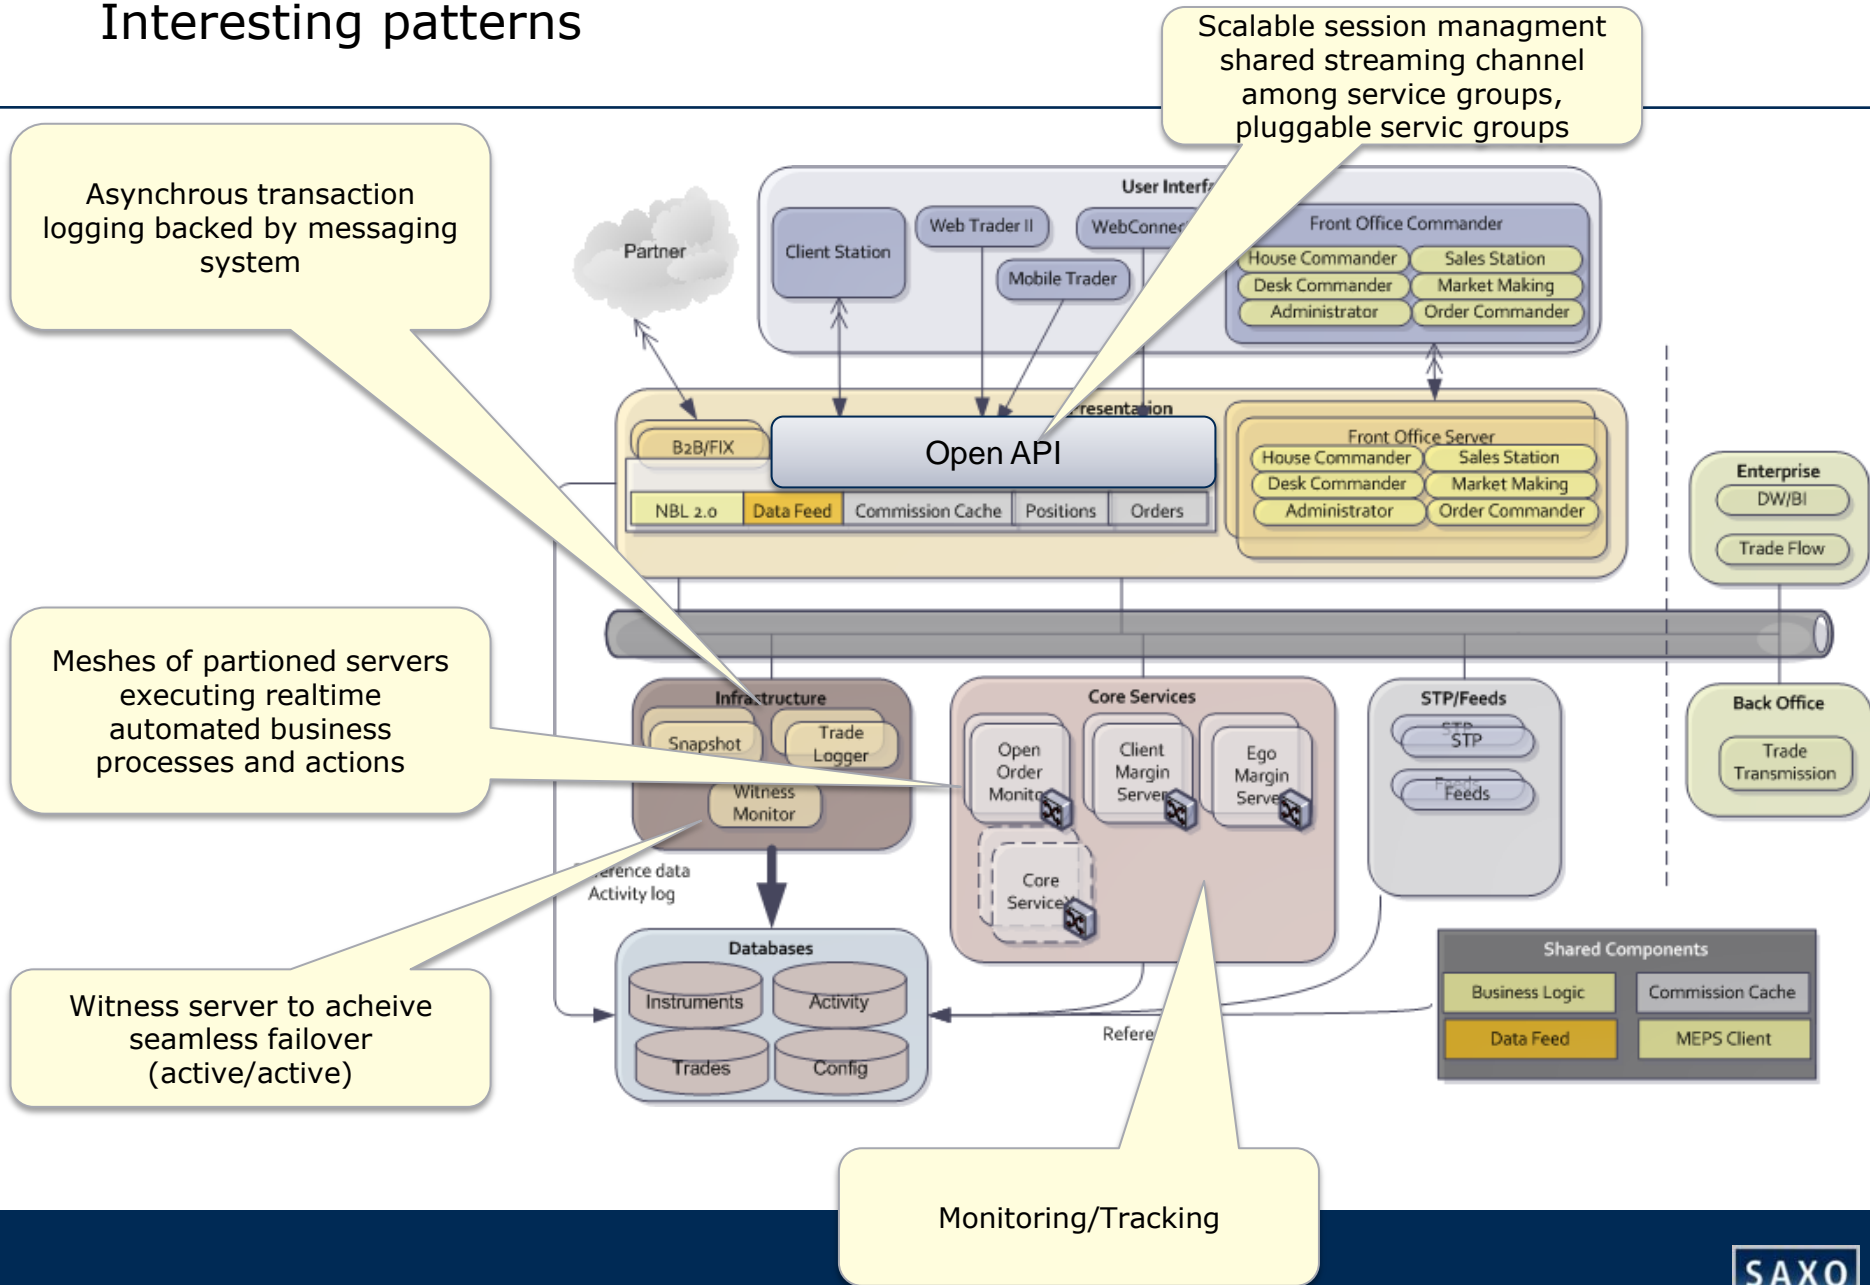 Interesting patterns
Scalable session managment
shared streaming channel
among service groups,
pluggable servic groups
Asynchrous transaction
logging backed by messaging
system
Partner
Client Station
Web Trader II
Mobile Trader
Front Office Commander
House Commander
Sales Station
Desk Commander
Market Making
Administrator
Order Commander
B2B/FIX
Open API
NBL 2.0
Data Feed
Commission Cache
Positions
Orders
Front Office Server
House Commander
Sales Station
Desk Commander
Market Making
Administrator
Order Commander
Enterprise
DW/BI
Trade Flow
Meshes of partioned servers
executing realtime
automated business
processes and actions
Infrastructure
Snapshot
Trade
Logger
Witness
Monitor
Core Services
Open
Order
Client
Margin
Server
Ego
Margin
Core
STP/Feeds
STP
STP
Feeds
Feeds
Back Office
Trade
Transmission
Activity log
Witness server to acheive
seamless failover
(active/active)
Databases
Instruments
Activity
Trades
Config
Shared Components
Business Logic
Commission Cache
Data Feed
MEPS Client
Monitoring/Tracking
SAXO